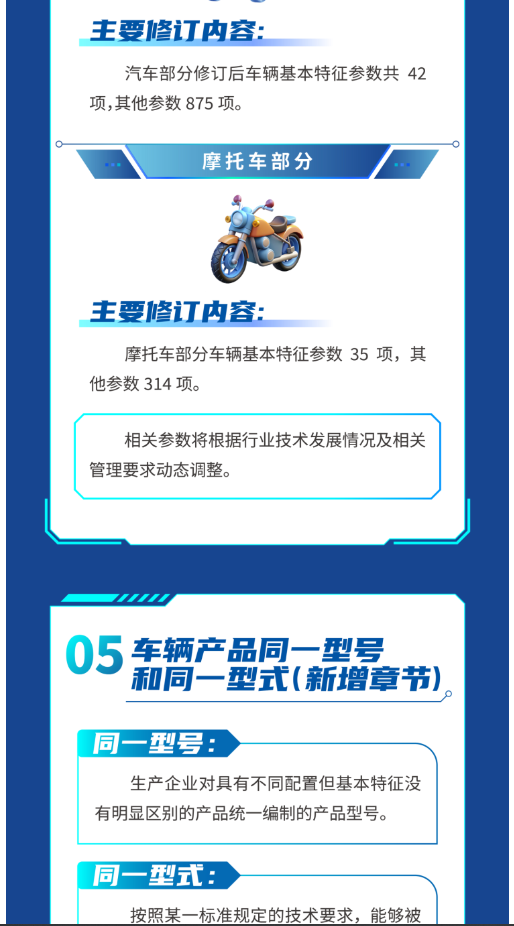 主要修订内容:
汽车部分修订后车辆基本特征参数共 42
项,其他参数 875 项。
摩托车部分
主要修订内容:
摩托车部分车辆基本特征参数 35 项，其
他参数 314 项。
相关参数将根据行业技术发展情况及相关
管理要求动态调整。
05 车辆产品同一型号
和同一型式(新增章节)
同一型号:
生产企业对具有不同配置但基本特征没
有明显区别的产品统一编制的产品型号。
同一型式:
按照某一标准规定的技术要求，能够被